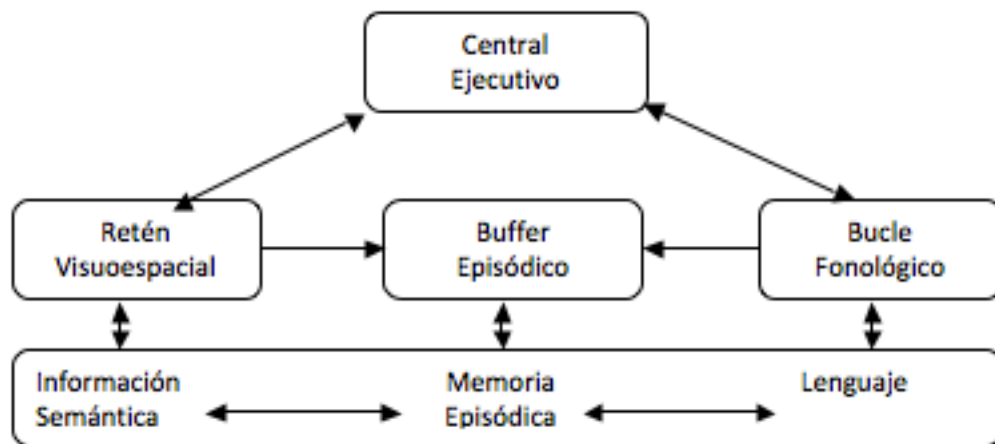 Central
Ejecutivo
Retén
Visuoespacial
Buffer
Episódico
Bucle
Fonológico
Información
Semántica
Memoria
Episódica
Lenguaje